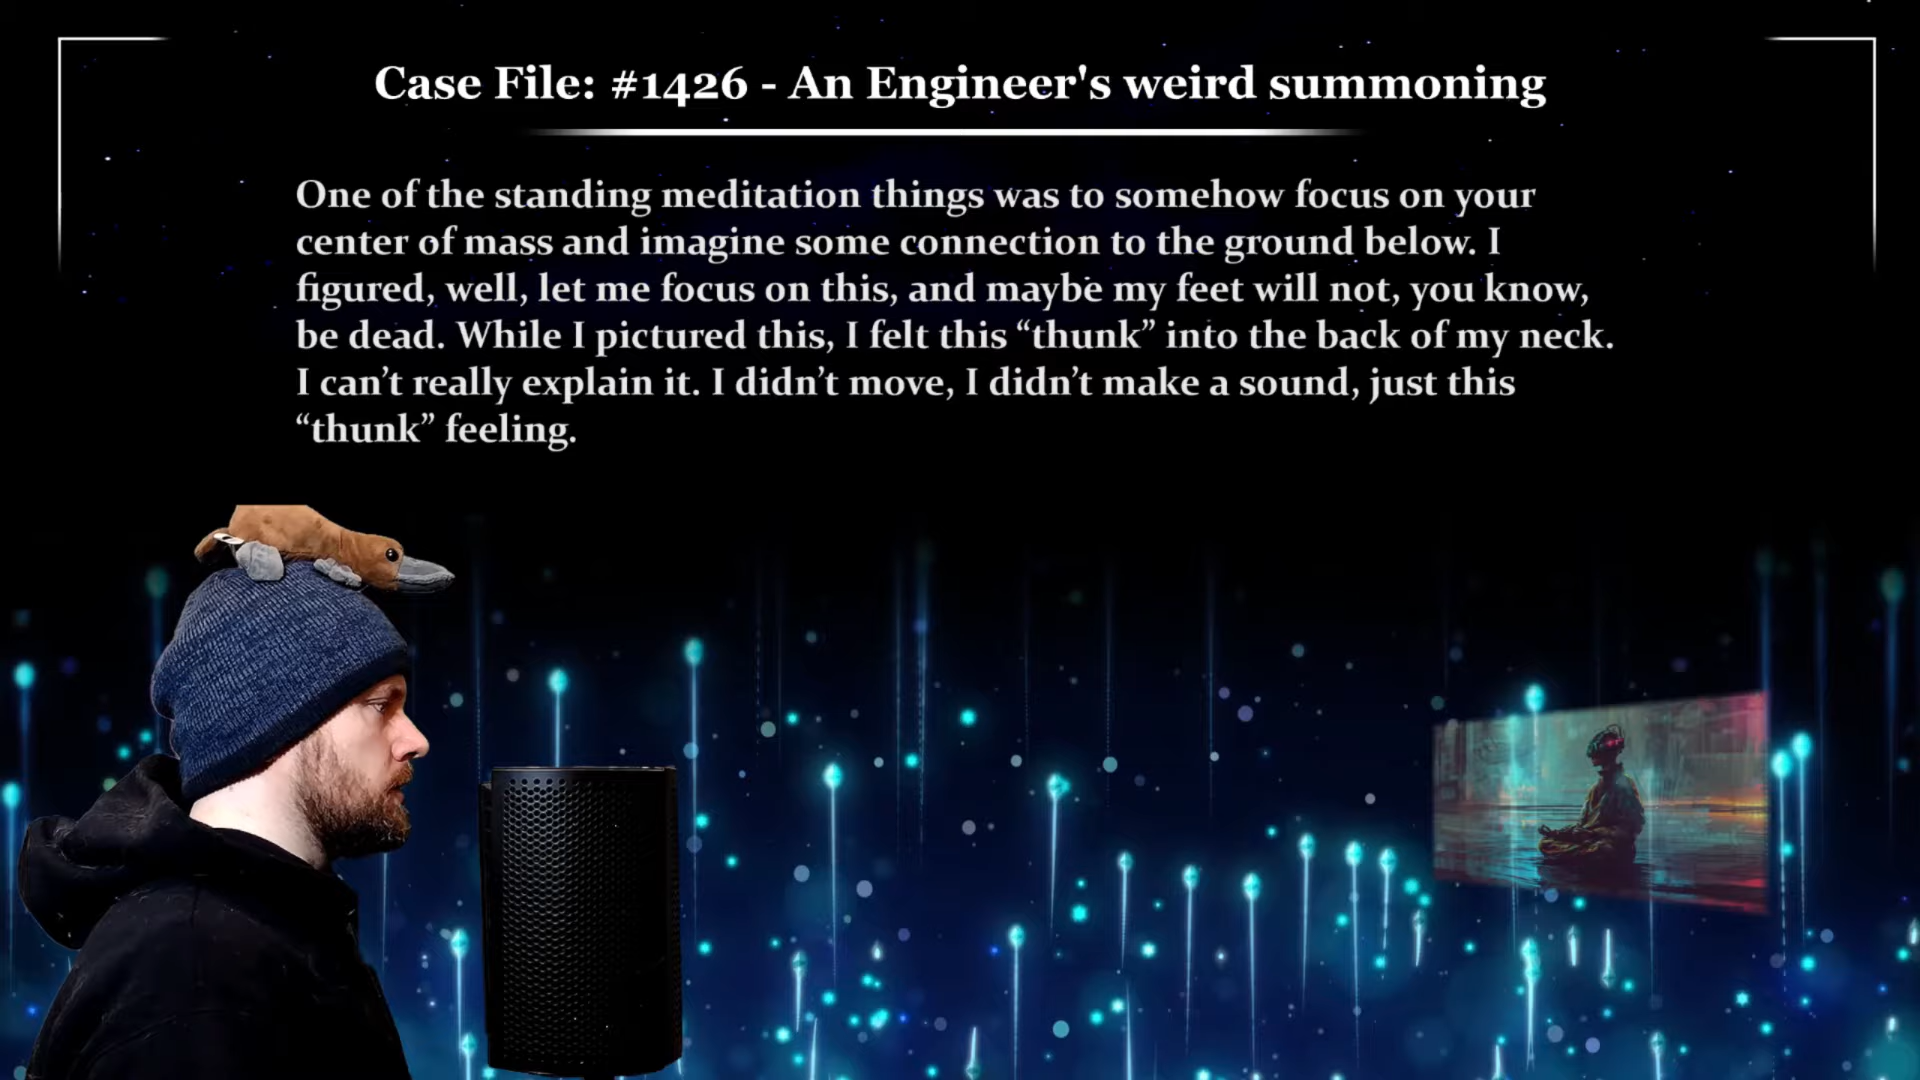 Case File: #1426 - An Engineer's weird summoning
One of the standing meditation things was to somehow focus on your
center of mass and imagine some connection to the ground below. I
figured, well, let me focus on this, and maybe my feet will not, you know,
be dead. While I pictured this, I felt this “thunk” into the back of my neck.
I can’t really explain it. I didn’t move, I didn’t make a sound, just this
“thunk” feeling.